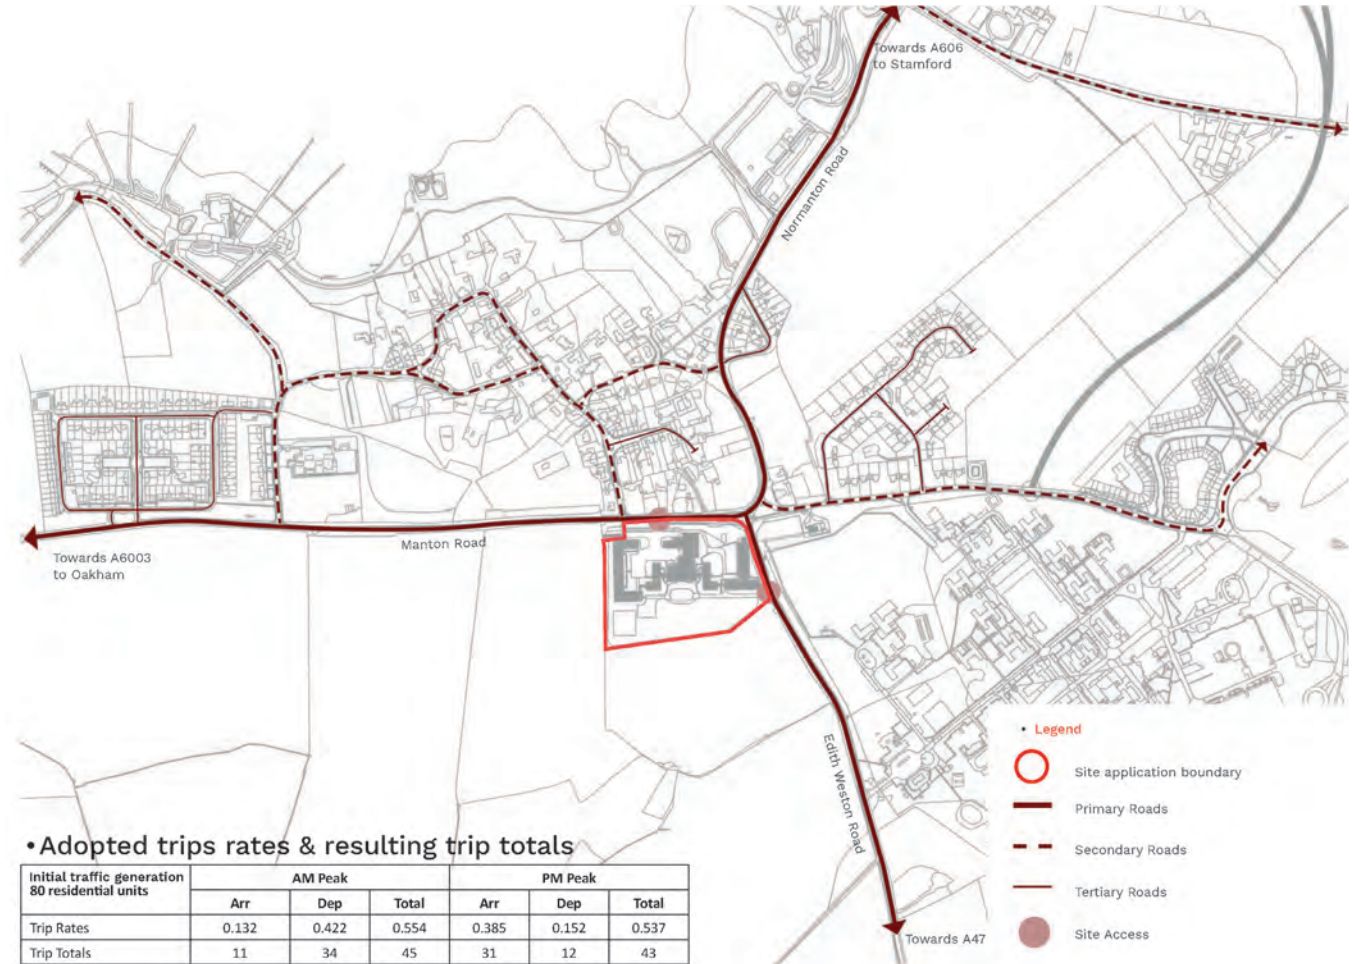 Towards A606
to Stamford
Normanton Road
Manton Road
Towards A6003
to Oakham
Edith Weston Road
Towards A47
• Legend
Site application boundary
Primary Roads
Secondary Roads
Tertiary Roads
Site Access
• Adopted trips rates & resulting trip totals
Initial traffic generation AM Peak PM Peak
80 residential units Arr Dep Total Arr Dep Total
Trip Rates 0.132 0.422 0.554 0.385 0.152 0.537
Trip Totals 11 34 45 31 12 43